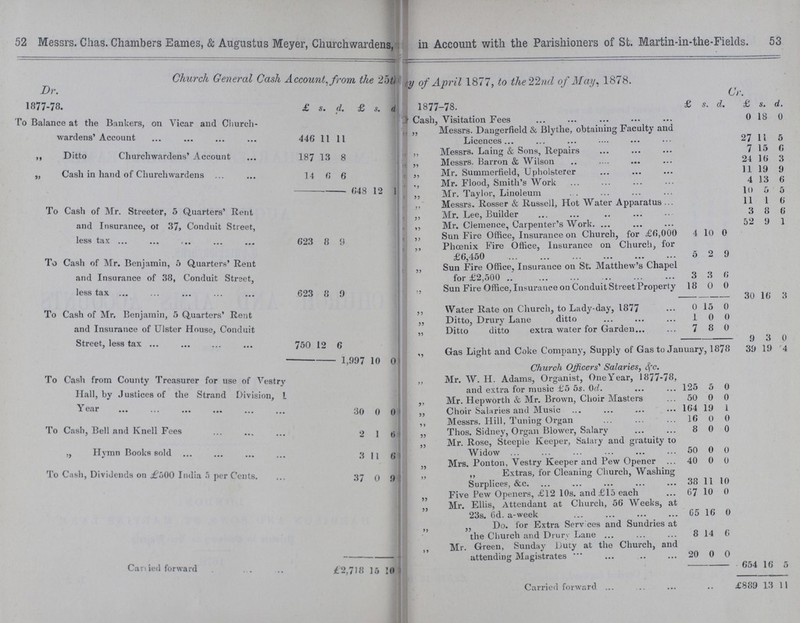 52 Messrs. Chas. Chambers Eames, & Augustus Meyer, Churchwardens,
Church General Cash Account, from the 25th
Dr.
1877-78. £ s. d. £ s. d
To Balance at the Bankers, on Vicar and Church-
wardens' Account ... 446 11 11
„ Ditto Churchwardens' Account ... 187 13 8
„ Cash in hand of Churchwardens ... 14 6 6
648 12 1
To Cash of Mr. Streeter, 5 Quarters' Rent
and Insurance, of 37, Conduit Street,
less tax ... 623 8 9
To Cash of Mr. Benjamin, 5 Quarters' Rent
and Insurance of 38, Conduit Street,
less tax ... 623 8 9
To Cash of Mr. Benjamin, 5 Quarters' Rent
and Insurance of Ulster House, Conduit
Street, less tax ... 750 12 6
1,997 10 0
To Cash from County Treasurer for use of Vestry
Hall, by Justices of the Strand Division, 1
Year ... 30 0 0
To Cash, Bell and Knell Fees ... 2 1 6
„ Hymn Books sold ... 3 11 6
To Cash, Dividends on £500 India 5 per Cents. ... 37 0 9
Carried forward ... £2,718 15 10
in Account with the Parishioners of St. Martin-in-the-Fields. 53
y of April 1877, to the 22nd of May, 1878.
Cr.
1877-78. £ s. d. £ s. d.
Cash, Visitation Fees ... 0 18 0
„ Messrs. Dangerfield & Blythe, obtaining Faculty and
Licences ... 27 11 5
„ Messrs. Laing & Sons, Repairs ... 7 15 6
„ Messrs. Barron & Wilson ... 24 16 3
„ Mr. Summerfield, Upholsterer ... 11 19 9
„ Mr. Flood, Smith's Work ... 4 13 6
„ Mr. Taylor, Linoleum ... 10 5 5
„ Messrs. Rosser & Russell, Hot Water Apparatus ... 11 1 6
„ Mr. Lee, Builder ... 3 8 6
„ Mr. Clemence, Carpenter's Work. ... 52 9 1
„ Sun Fire Office, Insurance on Church, for £6,000 4 10 0
„ Phœnix Fire Office, Insurance on Church, for
£6,450 ... 5 2 9
„ Sun Fire Office, Insurance on St. Matthew's Chapel
for £2,500 ... 3 3 6
„ Sun Fire Office, Insurance on Conduit Street Property 18 0 0
30 16 3
„ Water Rate on Church, to Lady-day, 1877 ... 0 15 0
„ Ditto, Drury Lane ditto ... 1 0 0
„ Ditto ditto extra water for Garden ... 7 8 0
9 3 0
„ Gas Light and Coke Company, Supply of Gas to January, 1878 39 19 4
Church Officers' Salaries, &c.
„ Mr. W. H. Adams, Organist, One Year, 1877-78,
and extra for music £5 5s. 0d. ... 125 5 0
„ Mr. Hepworth & Mr. Brown, Choir Masters ... 50 0 0
„ Choir Salaries and Music ... 164 19 1
„ Messrs. Hill, Tuning Organ ... 16 0 0
„ Thos. Sidney, Organ Blower, Salary ... 8 0 0
„ Mr. Rose, Steeple Keeper, Salary and gratuity to
Widow ... 50 0 0
„ Mrs. Ponton, Vestry Keeper and Pew Opener ... 40 0 0
„ „ Extras, for Cleaning Church, Washing
Surplices, &c. ... 38 11 10
„ Five Pew Openers, £12 10s. and £15 each ... 67 10 0
„ Mr. Ellis, Attendant at Church, 56 Weeks, at
23s. 6d. a-week ... 65 16 0
„ „ Do. for Extra Services and Sundries at
the Church and Drury Lane ... 8 14 6
„ Mr. Green, Sunday Duty at the Church, and
attending Magistrates ... 20 0 0
654 16 5
Carried forward ... £889 13 11